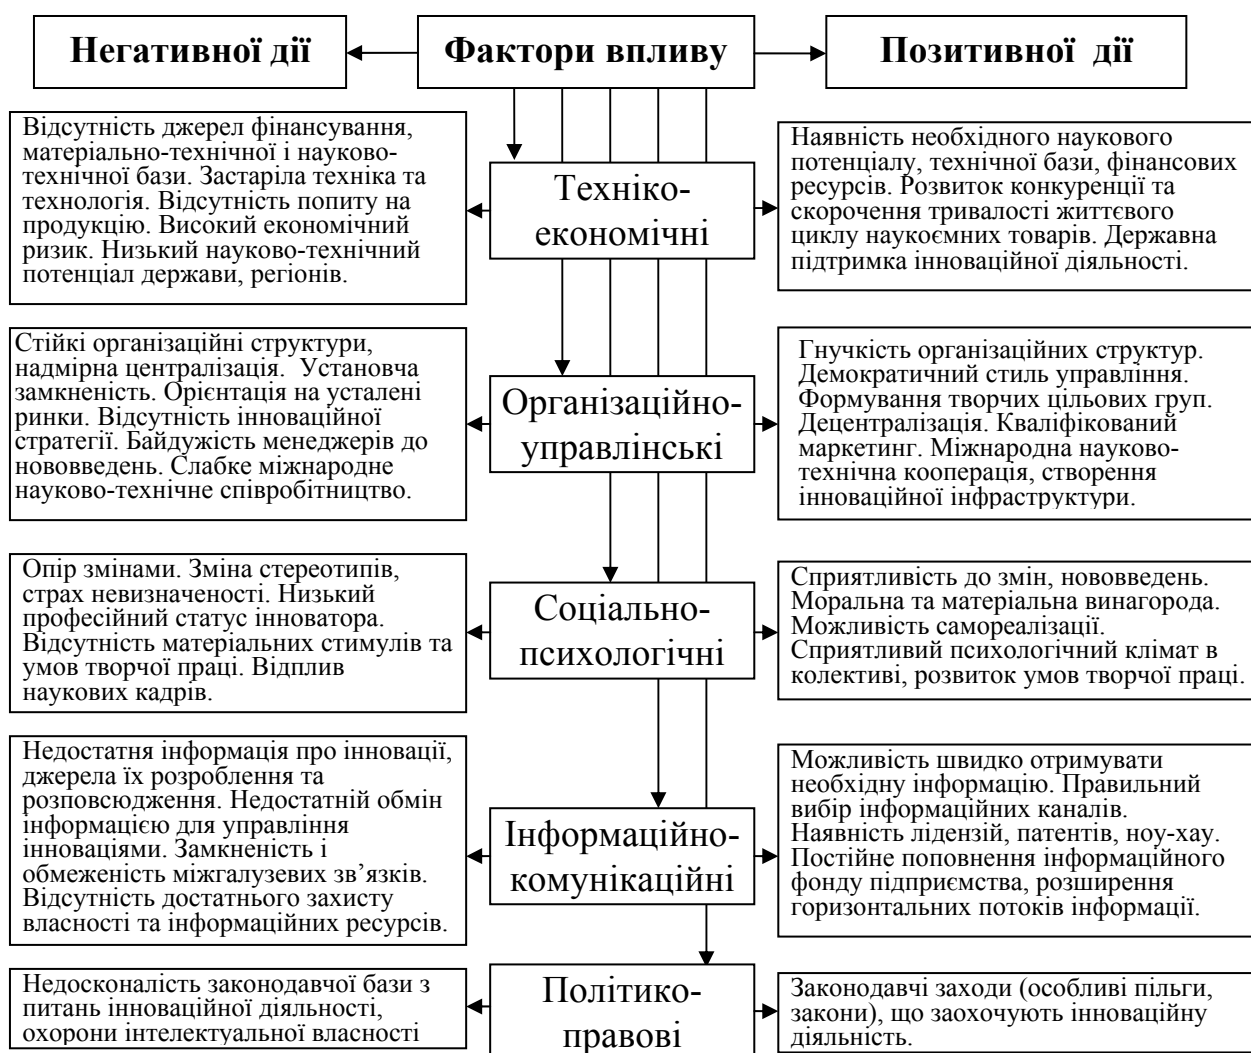 Негативної дії
Фактори впливу
Позитивної дії
Відсутність джерел фінансування,
матеріально-технічної і науково-
технічної бази. Застаріла техніка та
технологія. Відсутність попиту на
продукцію. Високий економічний
ризик. Низький науково-технічний
потенціал держави, регіонів.
Техніко-
економічні
Наявність необхідного наукового
потенціалу, технічної бази, фінансових
ресурсів. Розвиток конкуренції та
скорочення тривалості життєвого
циклу наукоємних товарів. Державна
підтримка інноваційної діяльності.
Стійкі організаційні структури,
надмірна централізація. Установча
замкненість. Орієнтація на усталені
ринки. Відсутність інноваційної
стратегії. Байдужість менеджерів до
нововведень. Слабке міжнародне
науково-технічне співробітництво.
Організаційно-
управлінські
Гнучкість організаційних структур.
Демократичний стиль управління.
Формування творчих цільових груп.
Децентралізація. Кваліфікований
маркетинг. Міжнародна науково-
технічна кооперація, створення
інноваційної інфраструктури.
Опір змінами. Зміна стереотипів,
страх невизначеності. Низький
професійний статус інноватора.
Відсутність матеріальних стимулів та
умов творчої праці. Відплив
наукових кадрів.
Соціально-
психологічні
Сприятливість до змін, нововведень.
Моральна та матеріальна винагорода.
Можливість самореалізації.
Сприятливий психологічний клімат в
колективі, розвиток умов творчої праці.
Недостатня інформація про інновації,
джерела їх розроблення та
розповсюдження. Недостатній обмін
інформацією для управління
інноваціями. Замкненість і
обмеженість міжгалузевих зв’язків.
Відсутність достатнього захисту
власності та інформаційних ресурсів.
Інформаційно-
комунікаційні
Можливість швидко отримувати
необхідну інформацію. Правильний
вибір інформаційних каналів.
Наявність лідензій, патентів, ноу-хау.
Постійне поповнення інформаційного
фонду підприємства, розширення
горизонтальних потоків інформації.
Недосконалість законодавчої бази з
питань інноваційної діяльності,
охорони інтелектуальної власності
Політико-
правові
Законодавчі заходи (особливі пільги,
закони), що заохочують інноваційну
діяльність.